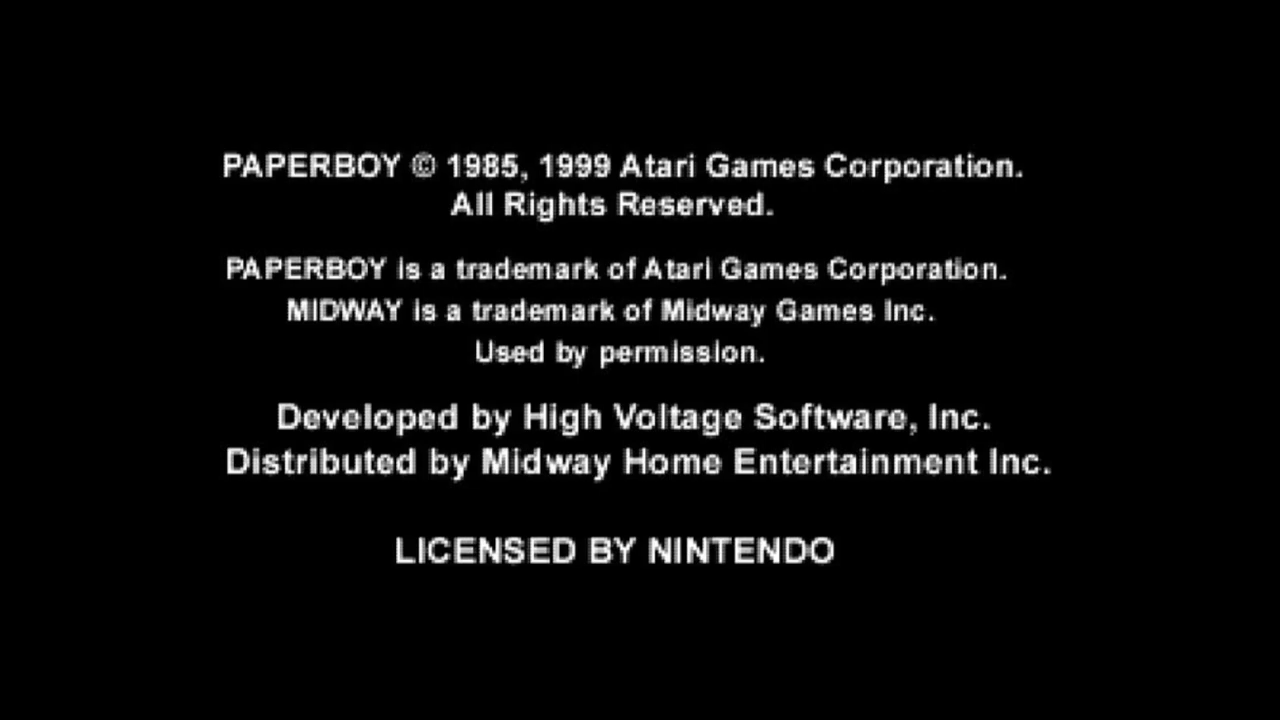 PAPERBOY © 1985, 1999 Atari Games Corporation.
All Rights Reserved.
PAPERBOY is a trademark of Atari Games Corporation.
MIDWAY is a trademark of Midway Games Inc.
Used by permission.
Developed by High Voltage Software, Inc.
Distributed by Midway Home Entertainment Inc.
LICENSED BY NINTENDO